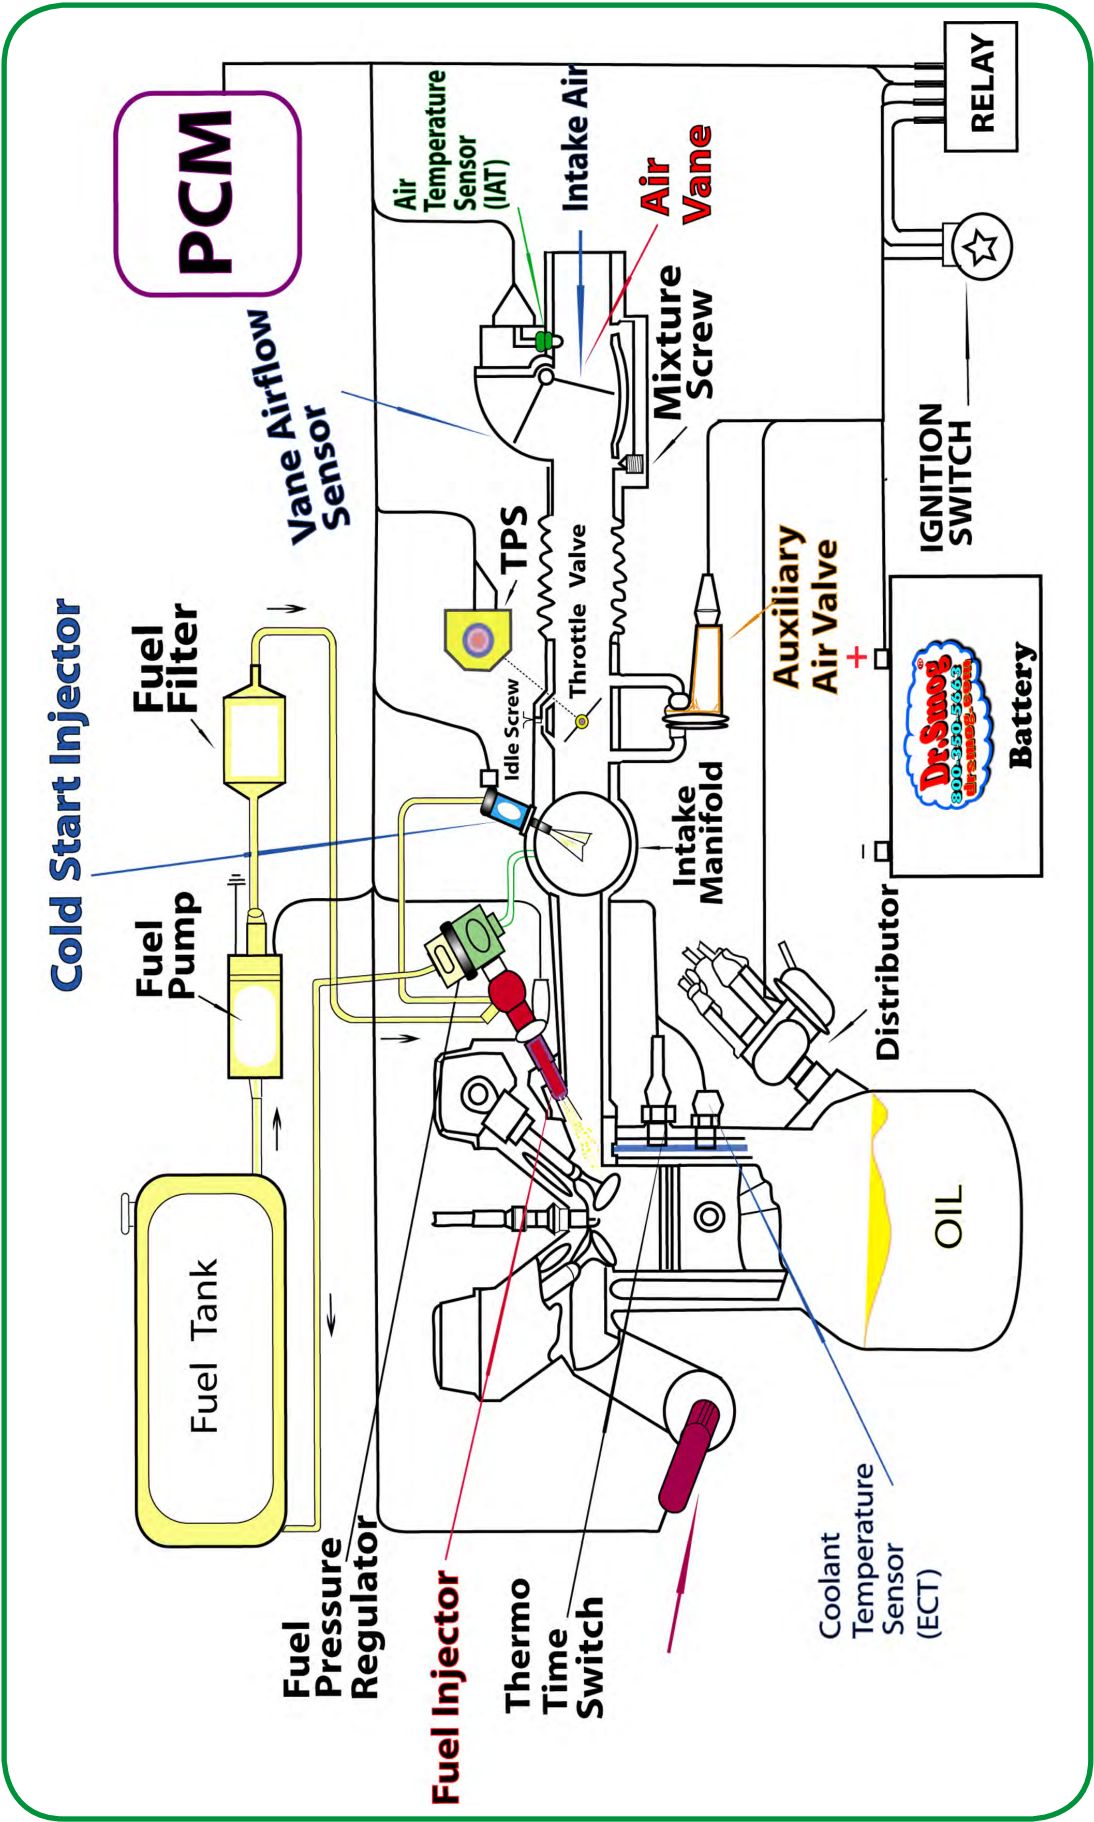 PCM
Air
Temperature
Sensor
(IAT)
Intake Air
Air
Vane
RELAY
Vane Airflow
Sensor
Mixture
Screw
IGNITION
SWITCH
TPS
Throttle Valve
Idle Screw
Auxiliary
Air Valve
Cold Start Injector
Fuel
Filter
Fuel
Pump
Intake
Manifold
+
−
Dr.Smog®
800-350-5663
drsmog.com
Battery
Distributor
Fuel Tank
OIL
Fuel
Pressure
Regulator
Fuel Injector
Thermo
Time
Switch
Coolant
Temperature
Sensor
(ECT)